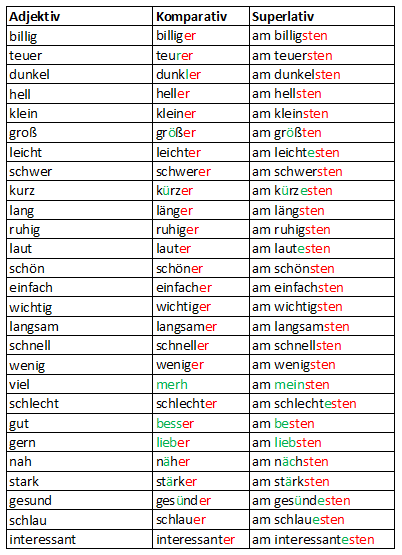 Adjektiv Komparativ Superlativ
billig billiger am billigsten
teuer teurer am teuersten
dunkel dunkler am dunkelsten
hell heller am hellsten
klein kleiner am kleinsten
groß größer am größten
leicht leichter am leichtesten
schwer schwerer am schwersten
kurz kürzer am kürzesten
lang länger am längsten
ruhig ruhiger am ruhigsten
laut lauter am lautesten
schön schöner am schönsten
einfach einfacher am einfachsten
wichtig wichtiger am wichtigsten
langsam langsamer am langsamsten
schnell schneller am schnellsten
wenig weniger am wenigsten
viel merh am meinsten
schlecht schlechter am schlechtesten
gut besser am besten
gern lieber am liebsten
nah näher am nächsten
stark stärker am stärksten
gesund gesünder am gesündesten
schlau schlauer am schlauesten
interessant interessanter am interessantesten